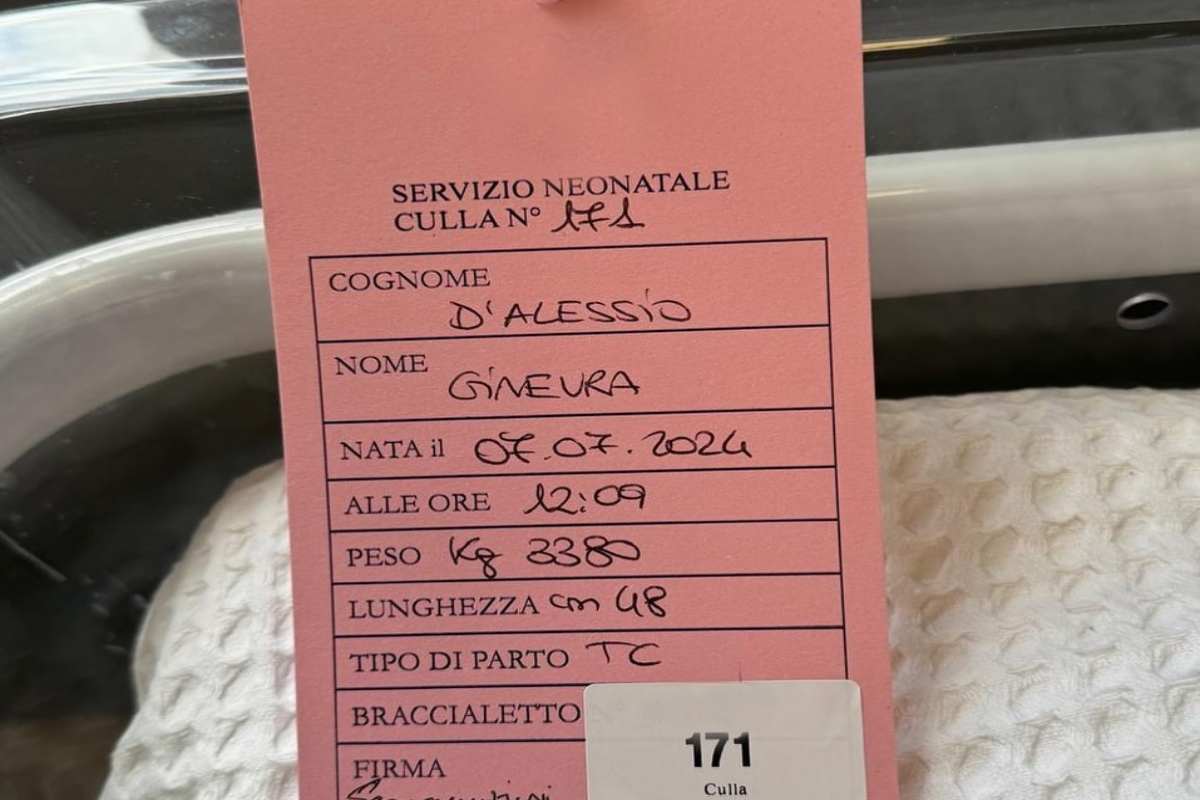 SERVIZIO NEONATALE
CULLA N° 171
COGNOME
D'ALESSIO
NOME
GINEVRA
NATA il 07.07.2024
ALLE ORE 12:09
PESO Kg 3380
LUNGHEZZA cm 48
TIPO DI PARTO TC
BRACCIALETTO
171
Culla
FIRMA